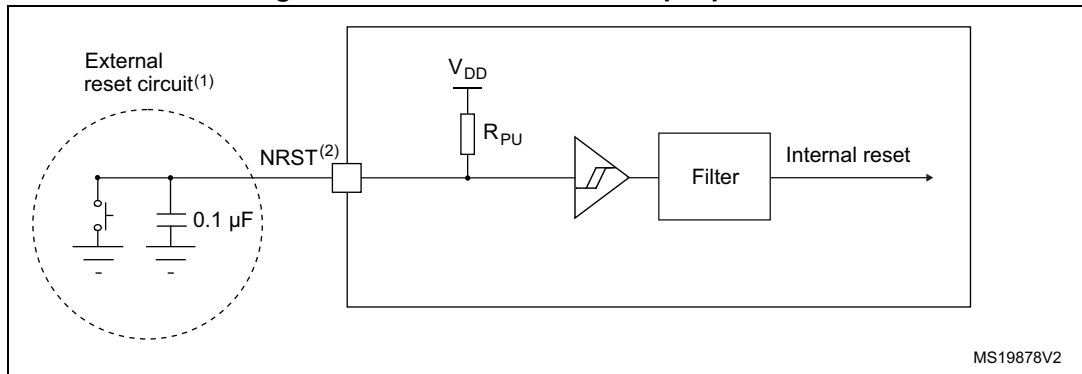 External
reset circuit(1)
VDD
RPU
NRST(2)
Filter
Internal reset
0.1 µF
MS19878V2